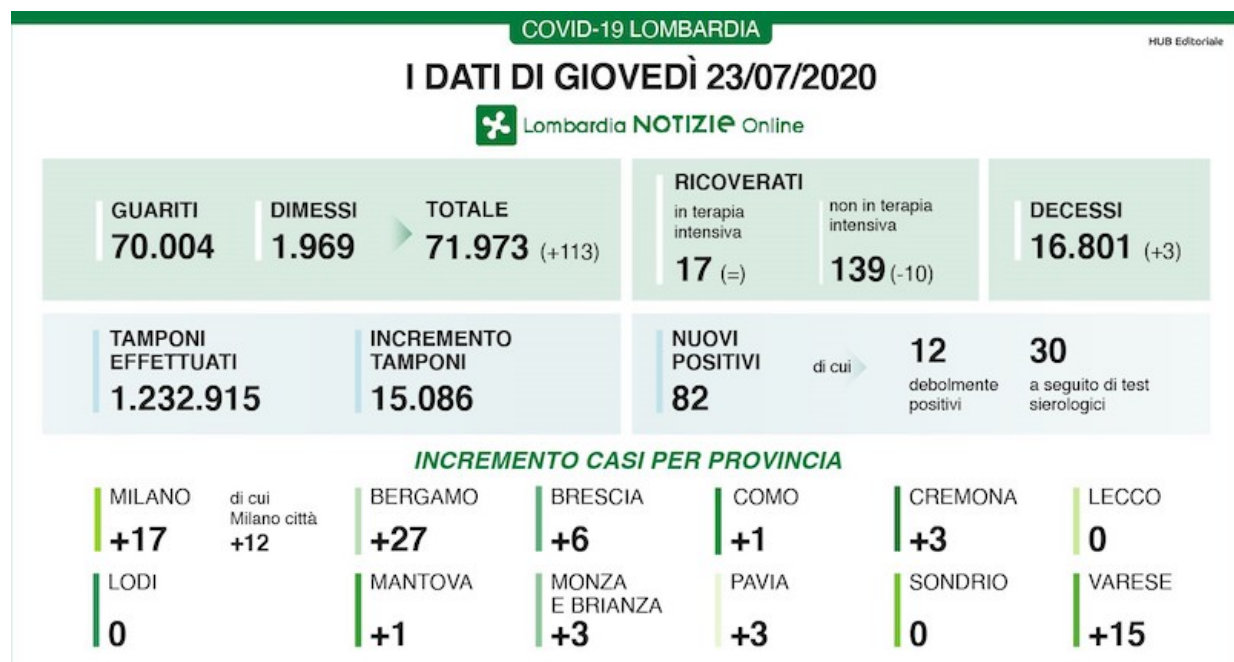 COVID-19 LOMBARDIA
HUB Editoriale
I DATI DI GIOVEDÌ 23/07/2020
Lombardia NOTIZIE Online
GUARITI
70.004
DIMESSI
1.969
TOTALE
71.973 (+113)
RICOVERATI
in terapia
intensiva
17 (=)
non in terapia
intensiva
139 (-10)
DECESSI
16.801 (+3)
TAMPONI
EFFETTUATI
1.232.915
INCREMENTO
TAMPONI
15.086
NUOVI
POSITIVI
82
di cui
12
debolmente
positivi
30
a seguito di test
sierologici
INCREMENTO CASI PER PROVINCIA
MILANO
+17
di cui
Milano città
+12
BERGAMO
+27
BRESCIA
+6
COMO
+1
CREMONA
+3
LECCO
0
LODI
0
MANTOVA
+1
MONZA
E BRIANZA
+3
PAVIA
+3
SONDRIO
0
VARESE
+15